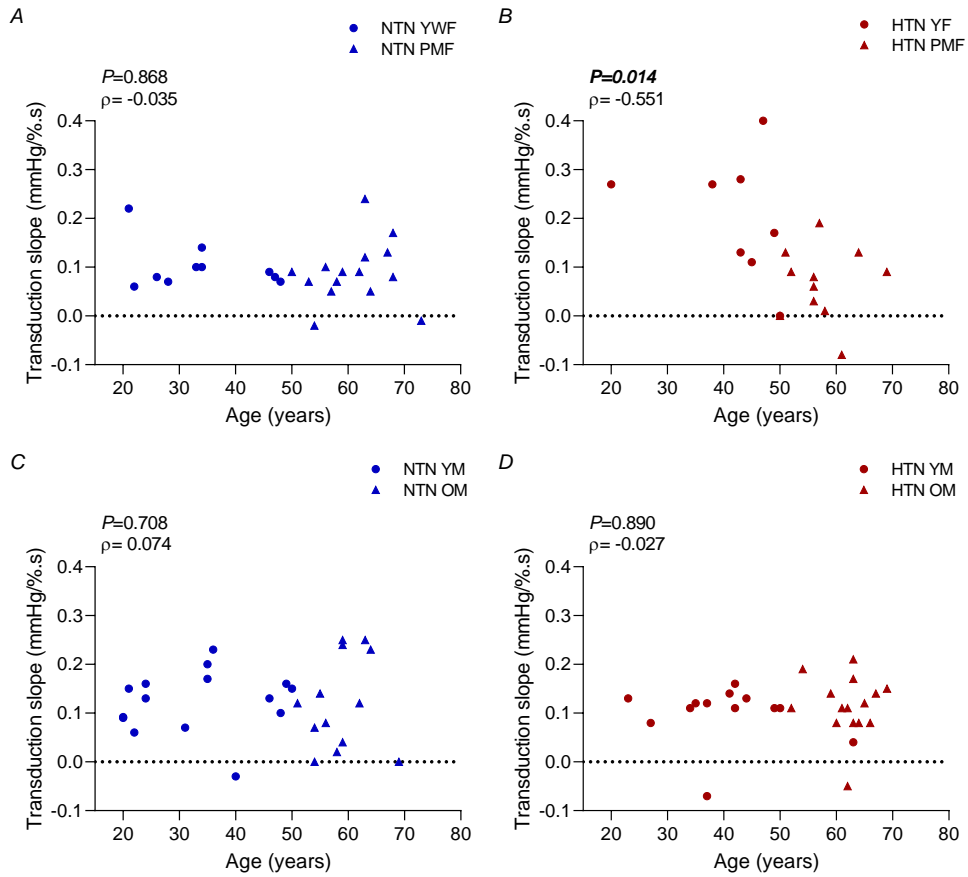 A
NTN YWF
NTN PMF
P=0.868
ρ= -0.035
Transduction slope (mmHg/%.s)
0.4
0.3
0.2
0.1
0.0
-0.1
20 30 40 50 60 70 80
Age (years)
B
HTN YF
HTN PMF
P=0.014
ρ= -0.551
Transduction slope (mmHg/%.s)
0.4
0.3
0.2
0.1
0.0
-0.1
20 30 40 50 60 70 80
Age (years)
C
NTN YM
NTN OM
P=0.708
ρ= 0.074
Transduction slope (mmHg/%.s)
0.4
0.3
0.2
0.1
0.0
-0.1
20 30 40 50 60 70 80
Age (years)
D
HTN YM
HTN OM
P=0.890
ρ= -0.027
Transduction slope (mmHg/%.s)
0.4
0.3
0.2
0.1
0.0
-0.1
20 30 40 50 60 70 80
Age (years)